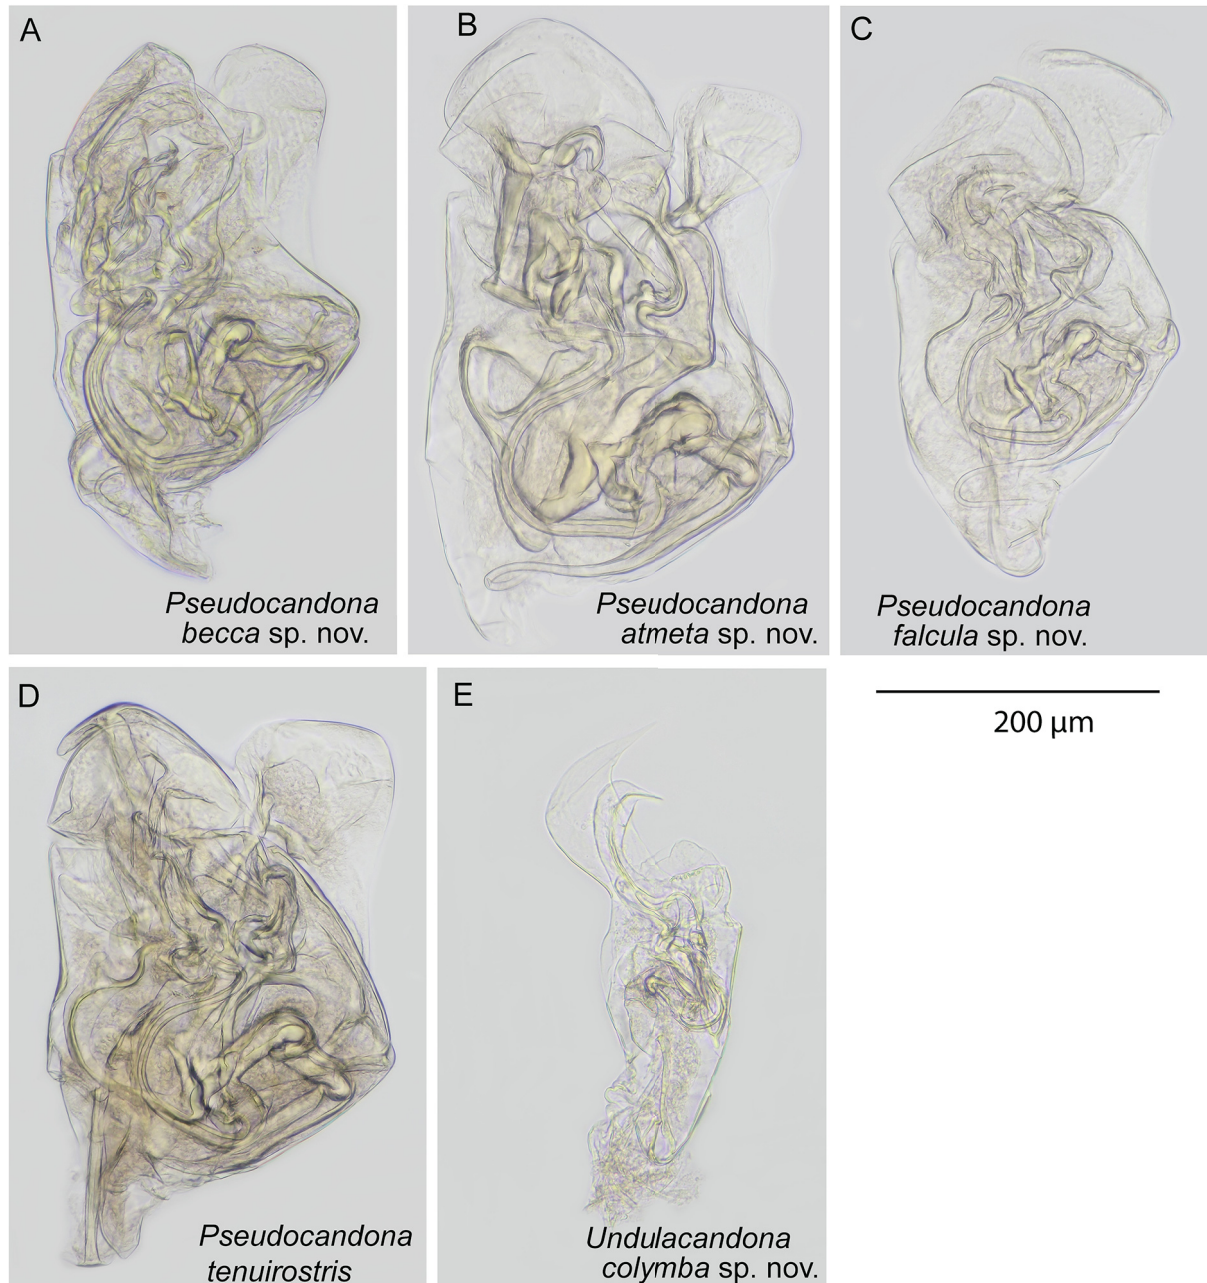 A
B
C
Pseudocandona
becca sp. nov.
Pseudocandona
atmeta sp. nov.
Pseudocandona
falcula sp. nov.
D
E
200 µm
Pseudocandona
tenuirostris
Undulacandona
colymba sp. nov.